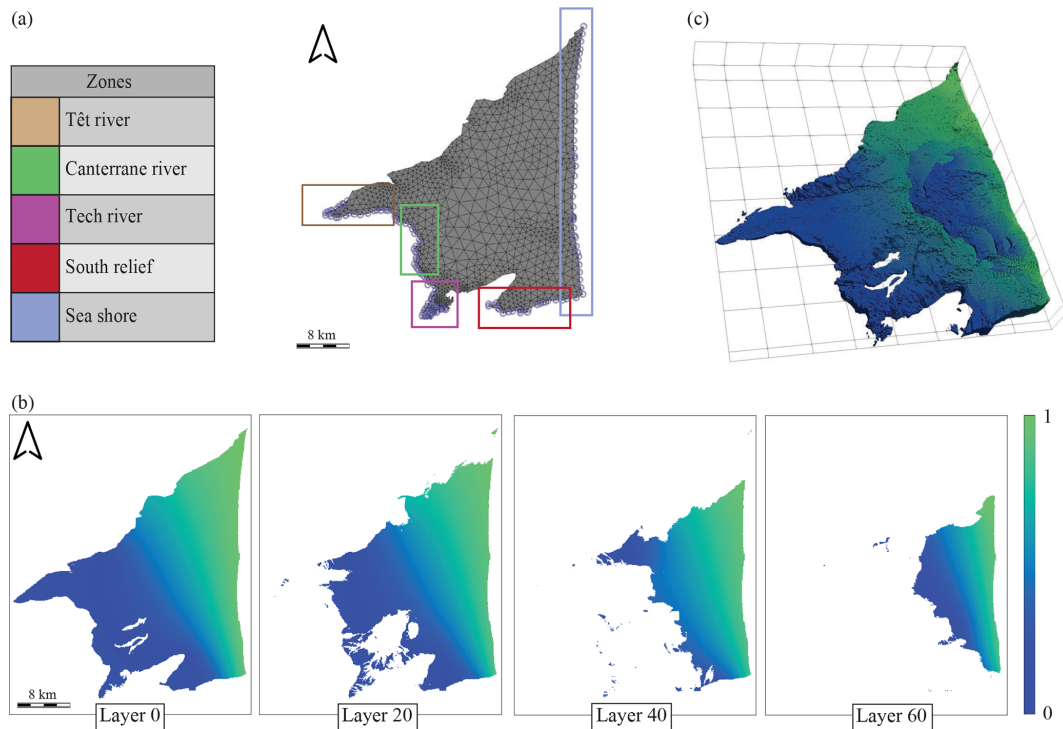 (a)
(c)
Zones
Têt river
Canterrane river
Tech river
South relief
Sea shore
8 km
(b)
1
8 km
0
Layer 0
Layer 20
Layer 40
Layer 60